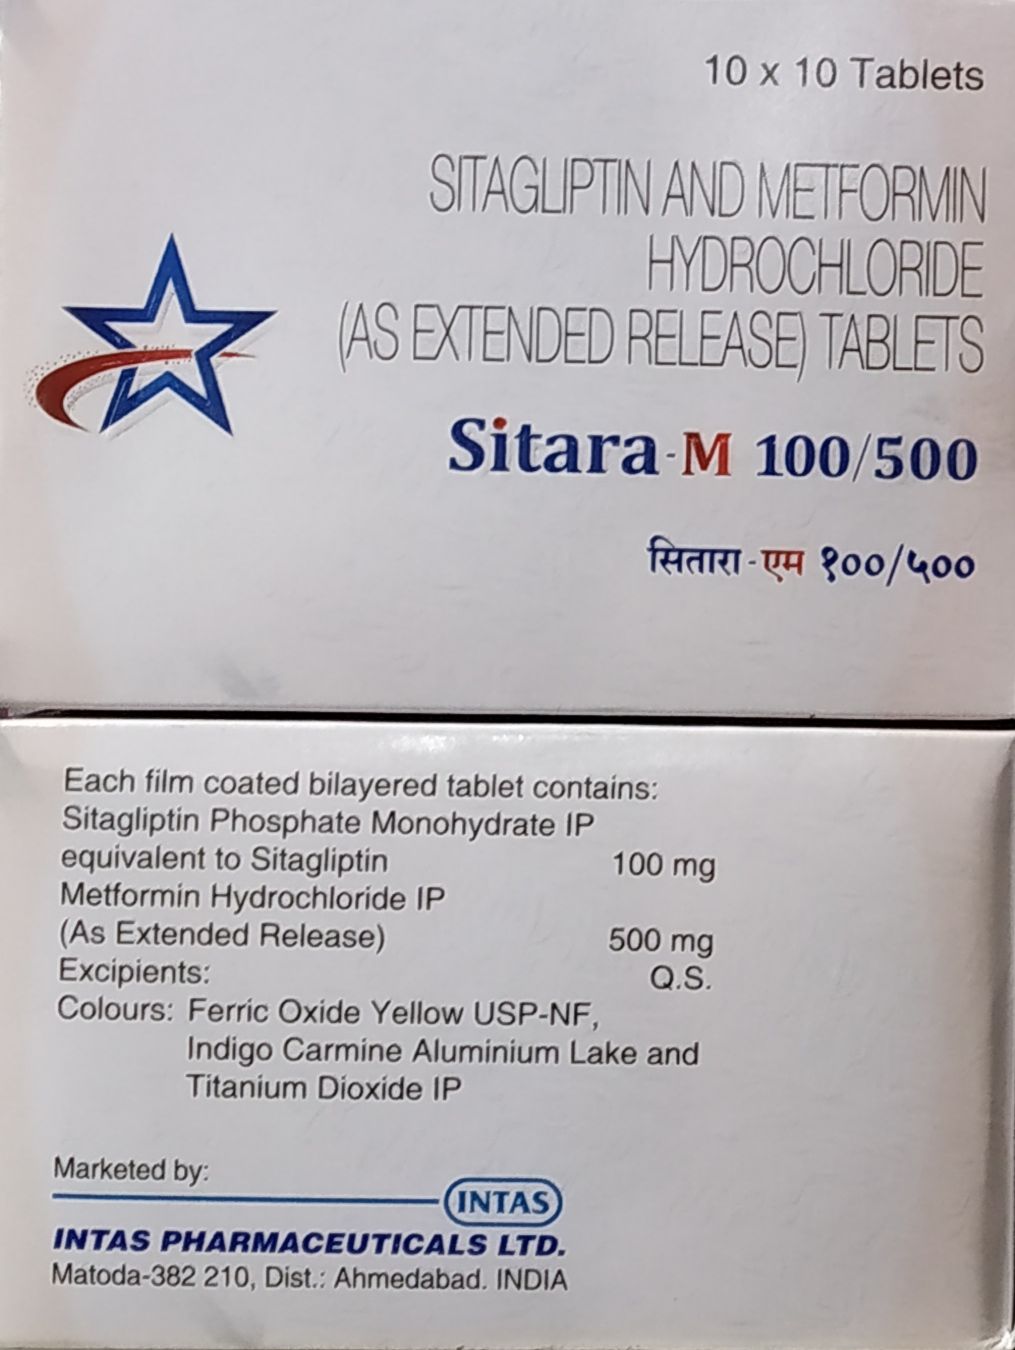 10 x 10 Tablets
SITAGLIPTIN AND METFORMIN
HYDROCHLORIDE
(AS EXTENDED RELEASE) TABLETS
Sitara-M 100/500
सितारा-एम १००/५००
Each film coated bilayered tablet contains:
Sitagliptin Phosphate Monohydrate IP
equivalent to Sitagliptin 100 mg
Metformin Hydrochloride IP
(As Extended Release) 500 mg
Excipients: Q.S.
Colours: Ferric Oxide Yellow USP-NF,
Indigo Carmine Aluminium Lake and
Titanium Dioxide IP
Marketed by:
INTAS
INTAS PHARMACEUTICALS LTD.
Matoda-382 210, Dist.: Ahmedabad. INDIA